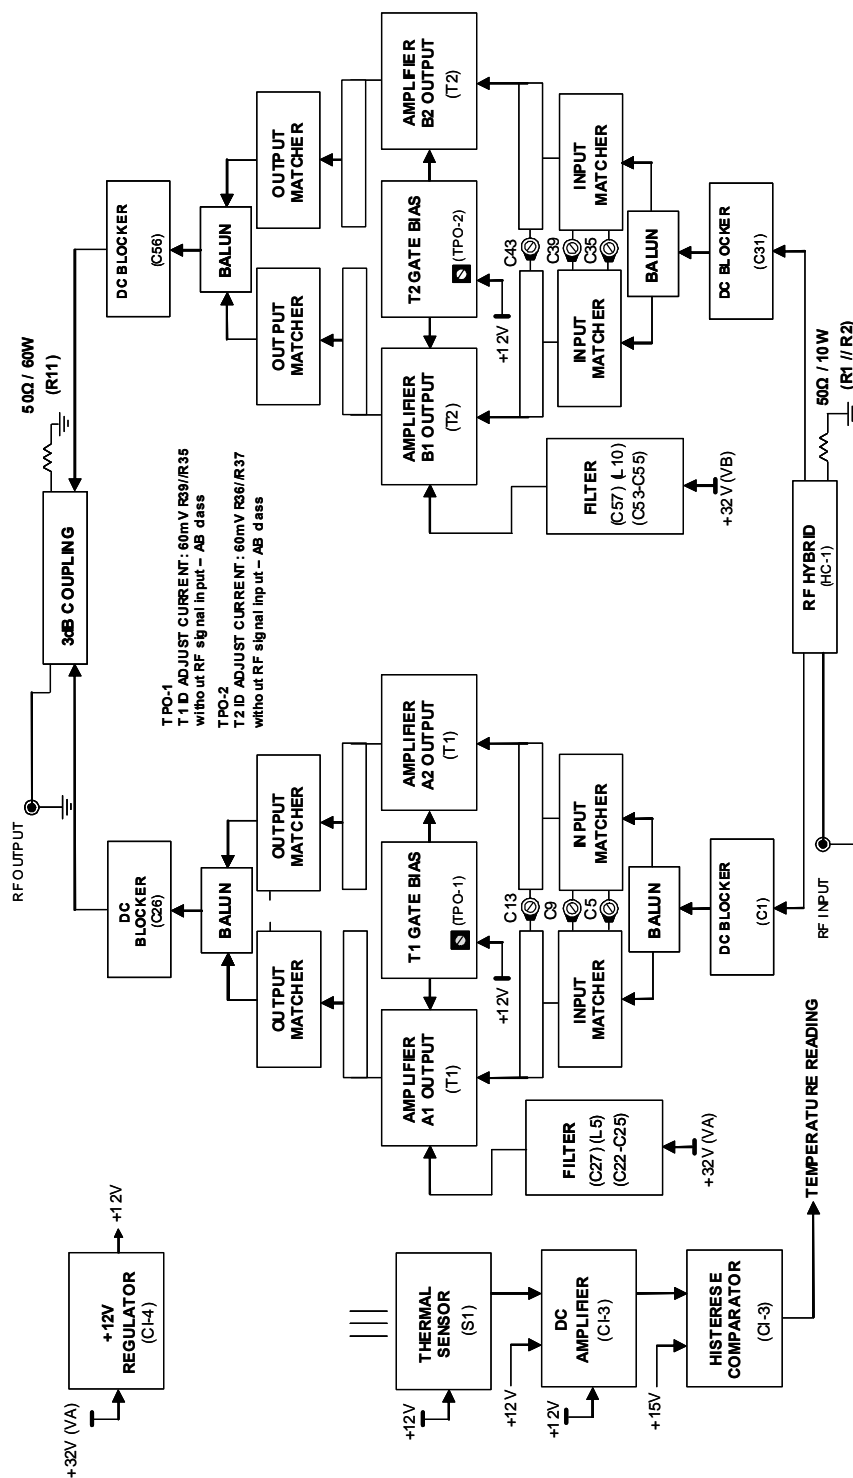 +32V (VA)
+12V
REGULATOR
(CI-4)
+12V
+12V
THERMAL
SENSOR
(S1)
+12V
+12V
DC
AMPLIFIER
(CI-3)
+15V
HISTERESE
COMPARATOR
(CI-3)
TEMPERATURE READING
RF OUTPUT
3dB COUPLING
50Ω / 60W
(R11)
TPO-1
T1 ID ADJUST CURRENT: 60mV R39//R35
without RF signal input – AB dass
TPO-2
T2 ID ADJUST CURRENT: 60mV R36//R37
without RF signal input – AB dass
DC
BLOCKER
(C26)
BALUN
OUTPUT
MATCHER
OUTPUT
MATCHER
AMPLIFIER
A1 OUTPUT
(T1)
T1 GATE BIAS
(TPO-1)
+12V
AMPLIFIER
A2 OUTPUT
(T1)
FILTER
(C27) (L5)
(C22-C25)
+32V (VA)
C13
C9
C5
INPUT
MATCHER
INPUT
MATCHER
BALUN
DC BLOCKER
(C1)
RF INPUT
DC BLOCKER
(C56)
BALUN
OUTPUT
MATCHER
OUTPUT
MATCHER
AMPLIFIER
B1 OUTPUT
(T2)
T2 GATE BIAS
(TPO-2)
+12V
AMPLIFIER
B2 OUTPUT
(T2)
FILTER
(C57) (L10)
(C53-C55)
+32V (VB)
C43
C39
C35
INPUT
MATCHER
INPUT
MATCHER
BALUN
DC BLOCKER
(C31)
RF HYBRID
(HC-1)
50Ω / 10W
(R1 // R2)